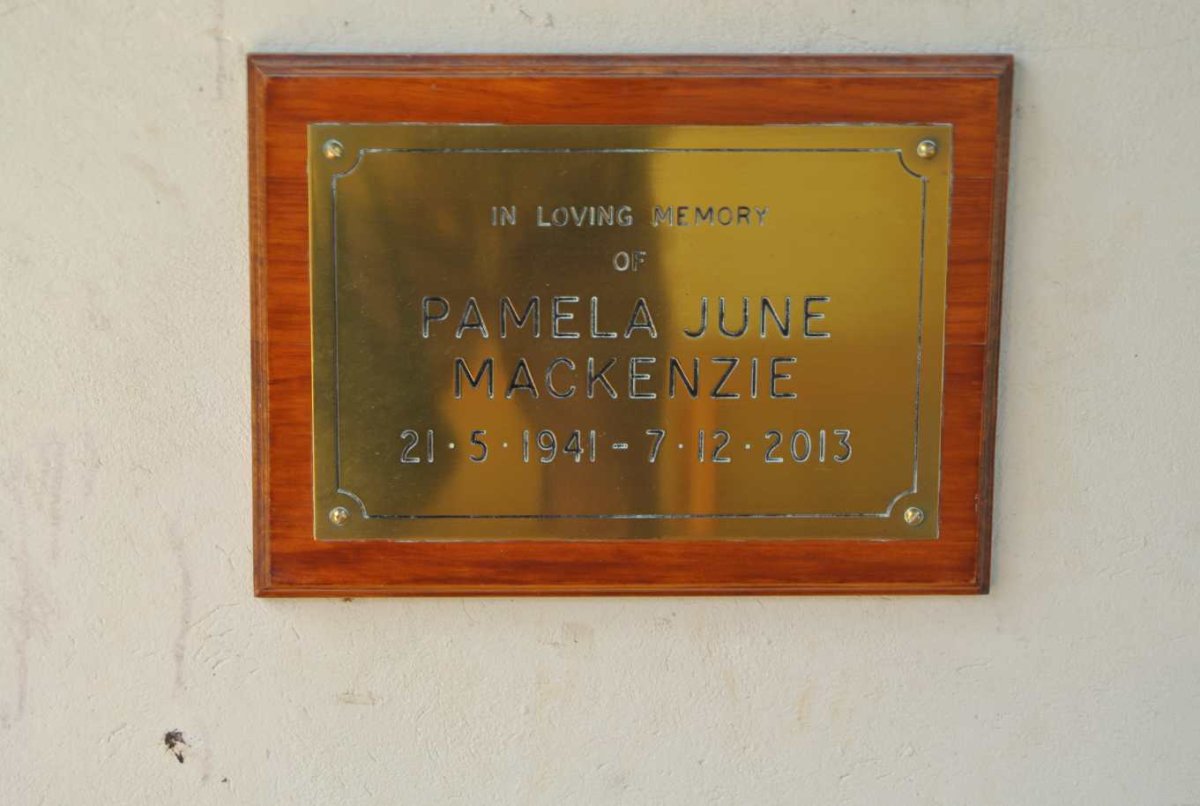 IN LOVING MEMORY
OF
PAMELA JUNE
MACKENZIE
21·5·1941-7·12·2013